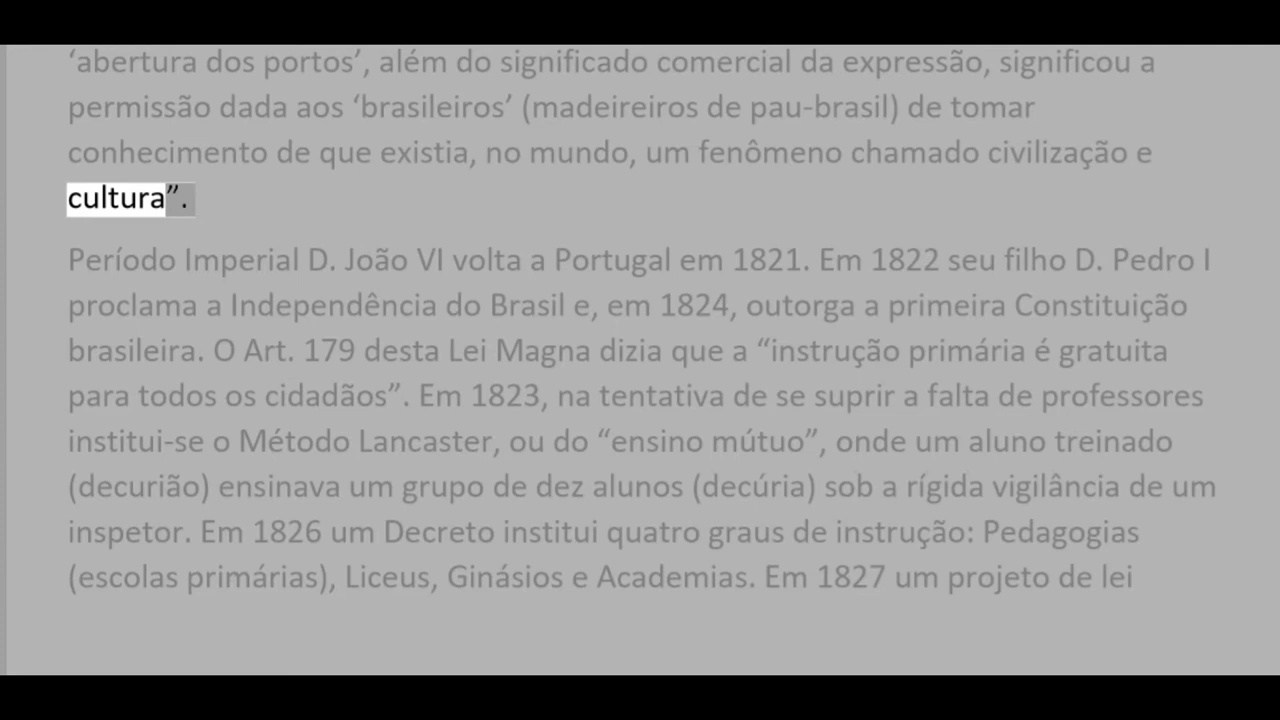 ‘abertura dos portos’, além do significado comercial da expressão, significou a
permissão dada aos ‘brasileiros’ (madeireiros de pau-brasil) de tomar
conhecimento de que existia, no mundo, um fenômeno chamado civilização e
cultura”.
Período Imperial D. João VI volta a Portugal em 1821. Em 1822 seu filho D. Pedro I
proclama a Independência do Brasil e, em 1824, outorga a primeira Constituição
brasileira. O Art. 179 desta Lei Magna dizia que a “instrução primária é gratuita
para todos os cidadãos”. Em 1823, na tentativa de se suprir a falta de professores
institui-se o Método Lancaster, ou do “ensino mútuo”, onde um aluno treinado
(decurião) ensinava um grupo de dez alunos (decúria) sob a rígida vigilância de um
inspetor. Em 1826 um Decreto institui quatro graus de instrução: Pedagogias
(escolas primárias), Liceus, Ginásios e Academias. Em 1827 um projeto de lei